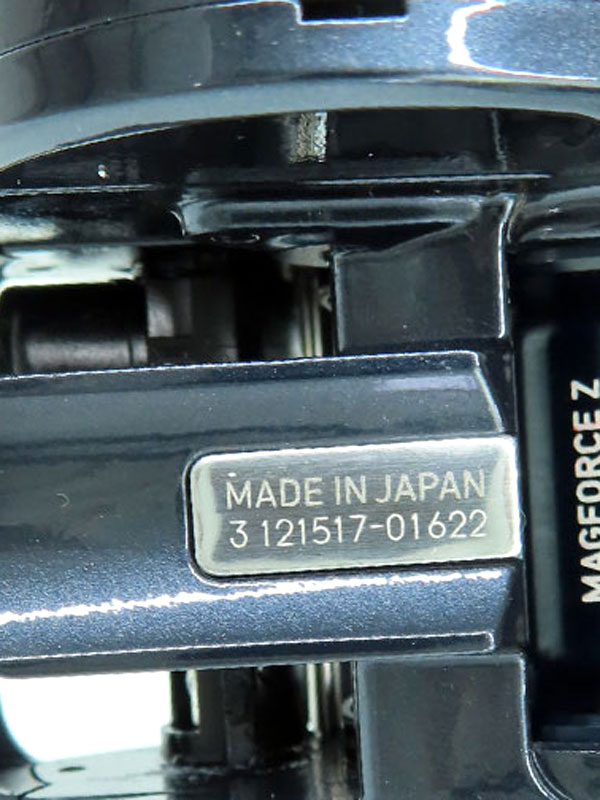 MADE IN JAPAN
3 121517-01622
MAGFORCE Z